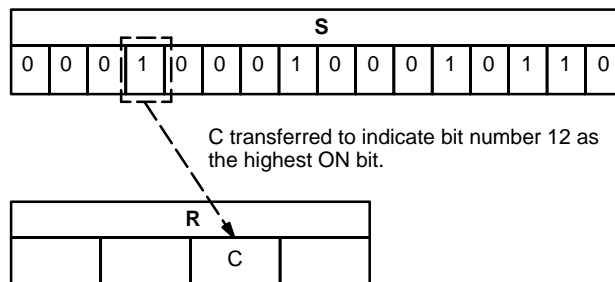 S
0 0 0 1 0 0 0 1 0 0 0 1 0 1 1 0
C transferred to indicate bit number 12 as
the highest ON bit.
R
C